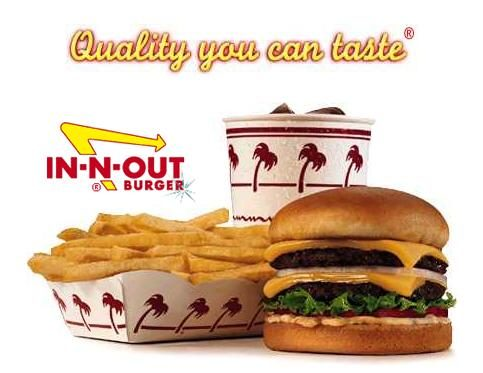 Quality you can taste®
IN-N-OUT
® BURGER